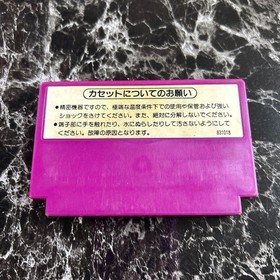 カセットについてのお願い
●精密機器ですので、極端な温度条件下での使用や保管および強い
ショックをさけてください。また、絶対に分解しないでください。
●端子部に手を触れたり、水にぬらしたりして汚さないようにして
ください。故障の原因となります。